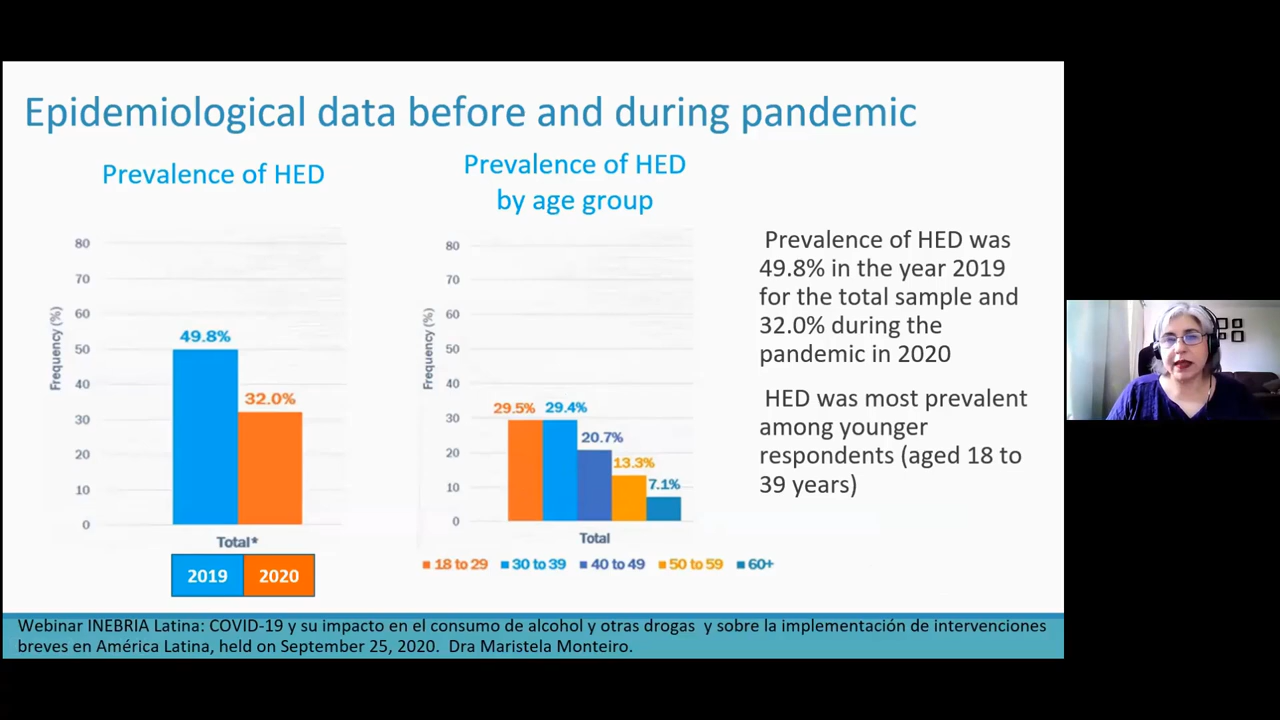 Epidemiological data before and during pandemic
Prevalence of HED
80
70
60
50
40
30
20
10
0
Frequency (%)
49.8%
32.0%
Total*
2019
2020
Prevalence of HED
by age group
80
70
60
50
40
30
20
10
0
Frequency (%)
29.5%
29.4%
20.7%
13.3%
7.1%
Total
18 to 29
30 to 39
40 to 49
50 to 59
60+
Prevalence of HED was
49.8% in the year 2019
for the total sample and
32.0% during the
pandemic in 2020
HED was most prevalent
among younger
respondents (aged 18 to
39 years)
Webinar INEBRIA Latina: COVID-19 y su impacto en el consumo de alcohol y otras drogas y sobre la implementación de intervenciones
breves en América Latina, held on September 25, 2020. Dra Maristela Monteiro.